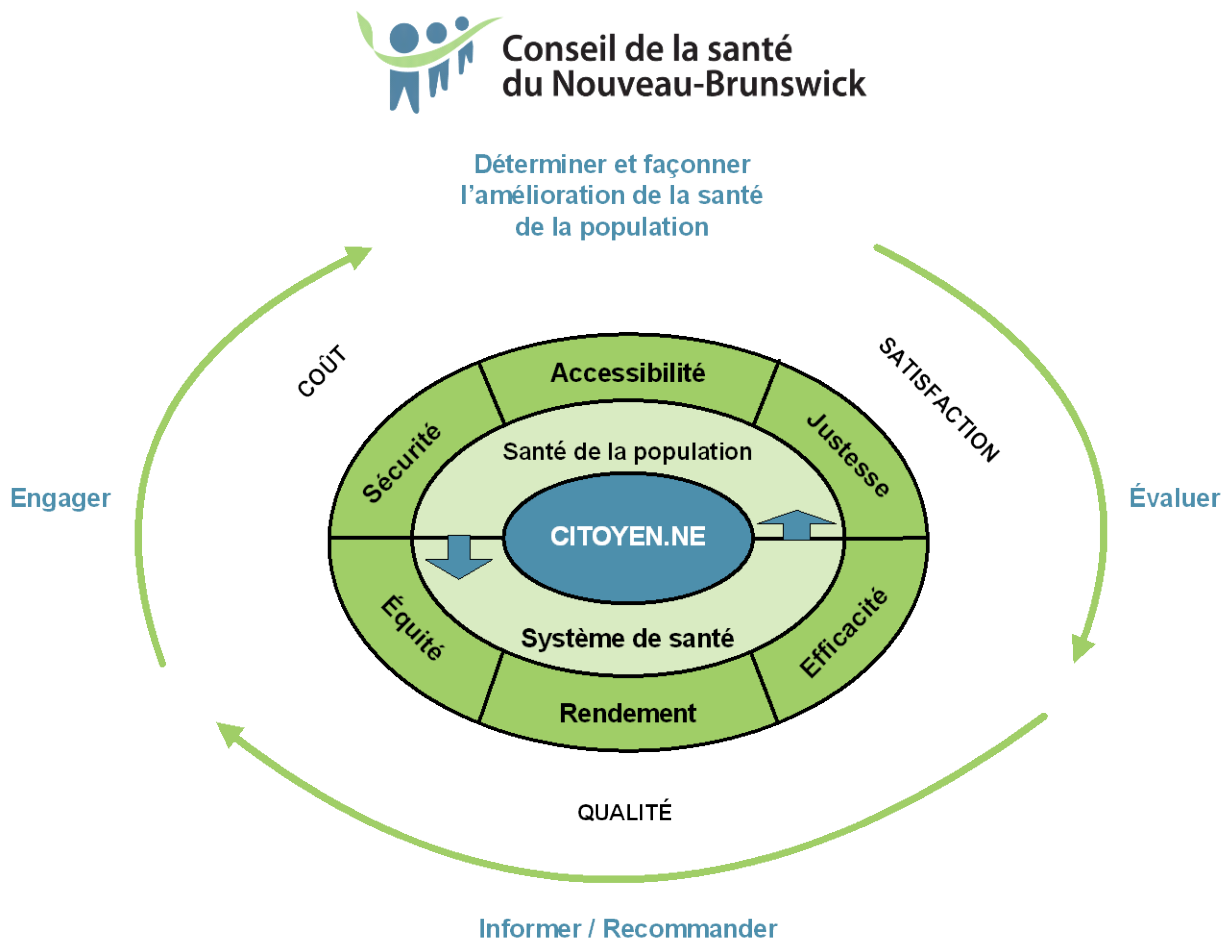 Conseil de la santé
du Nouveau-Brunswick
Déterminer et façonner
l'amélioration de la santé
de la population
COÛT
SATISFACTION
Accessibilité
Sécurité
Justesse
Santé de la population
Engager
Évaluer
CITOYEN.NE
Équité
Système de santé
Efficacité
Rendement
QUALITÉ
Informer / Recommander